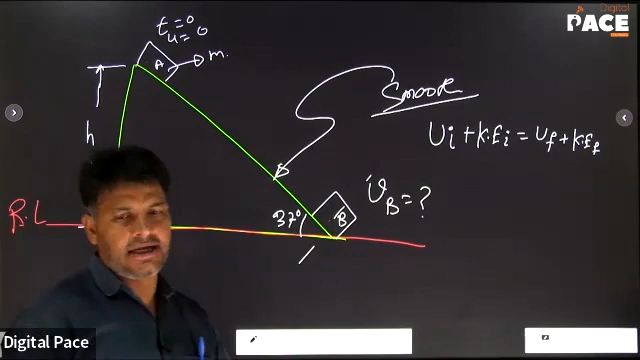 Digital
PACE
t=0
u=0
A
m.
Smooth
h
Ui + K.Ei = Uf + K.Ef
R.L
37°
B
VB = ?
Digital Pace